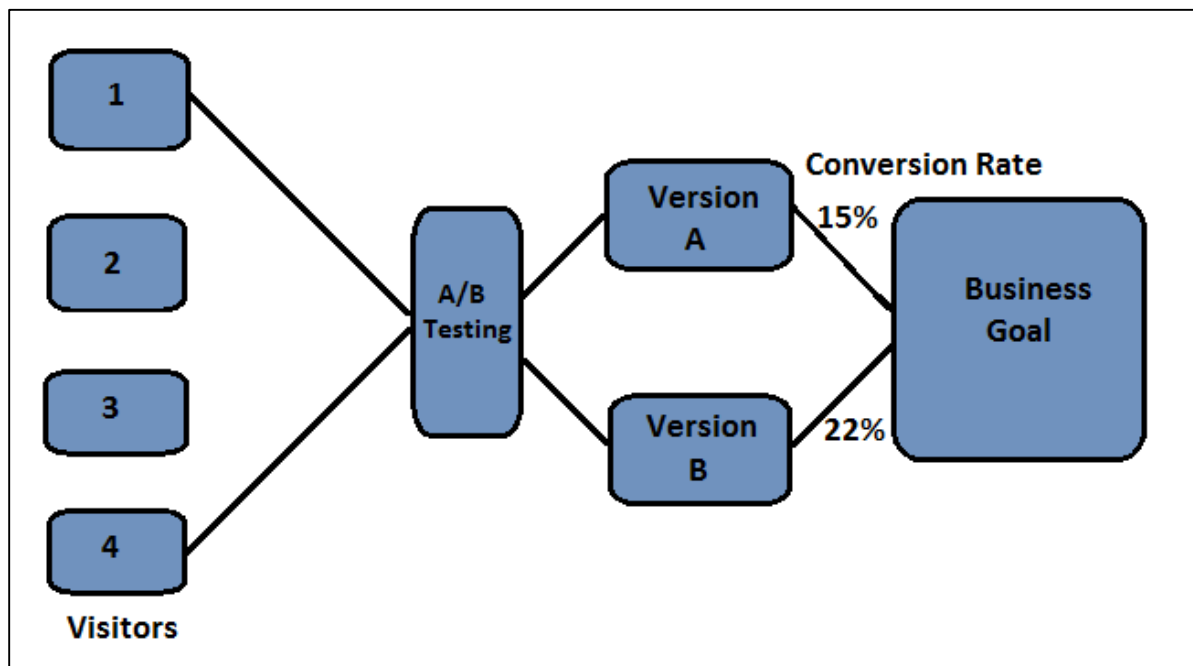 1
2
3
4
Visitors
A/B
Testing
Version
A
Version
B
Conversion Rate
15%
22%
Business
Goal